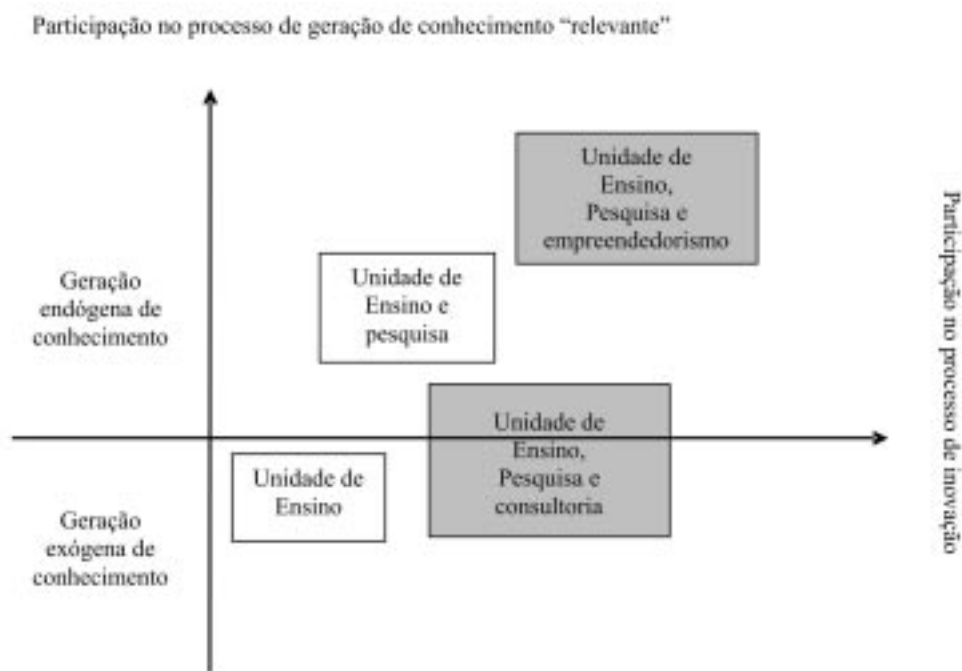 Participação no processo de geração de conhecimento “relevante”
Unidade de
Ensino,
Pesquisa e
empreendedorismo
Geração
endógena de
conhecimento
Unidade de
Ensino e
pesquisa
Unidade de
Ensino,
Pesquisa e
consultoria
Unidade de
Ensino
Geração
exógena de
conhecimento
Participação no processo de inovação